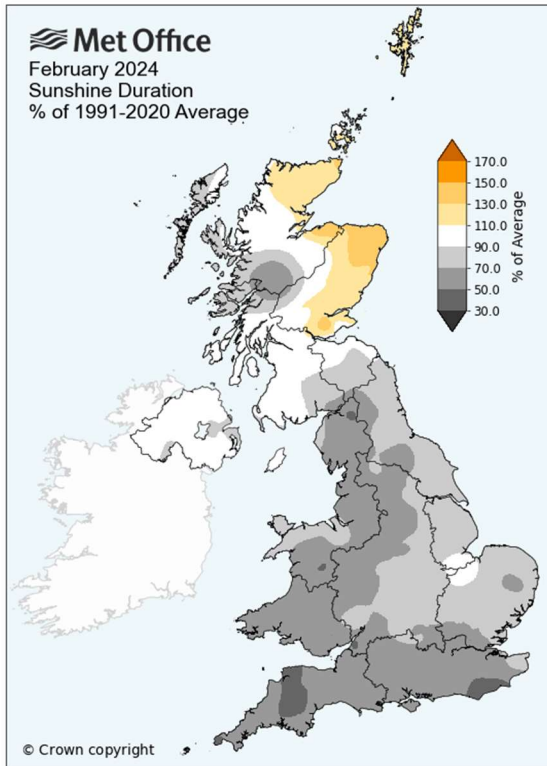 Met Office
February 2024
Sunshine Duration
% of 1991-2020 Average
170.0
150.0
130.0
110.0
90.0
70.0
50.0
30.0
% of Average
© Crown copyright